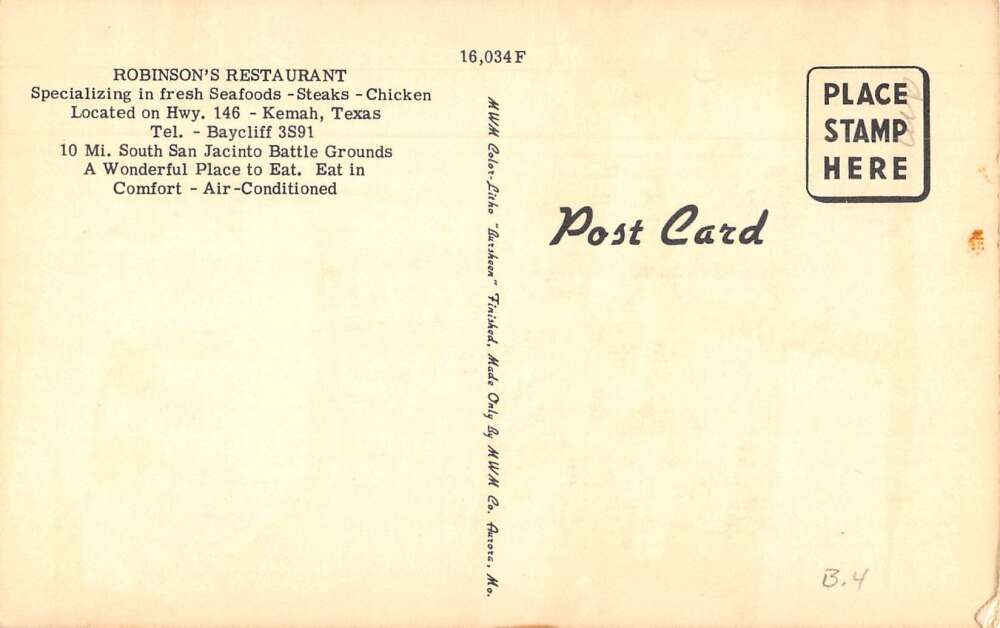 16,034F
ROBINSON'S RESTAURANT
Specializing in fresh Seafoods -Steaks -Chicken
Located on Hwy. 146 - Kemah, Texas
Tel. - Baycliff 3S91
10 Mi. South San Jacinto Battle Grounds
A Wonderful Place to Eat. Eat in
Comfort - Air-Conditioned
MWM Color-Litho "Dursheen" Finished, Made Only By MWM Co. Aurora, Mo.
PLACE
STAMP
HERE
Post Card
B.4